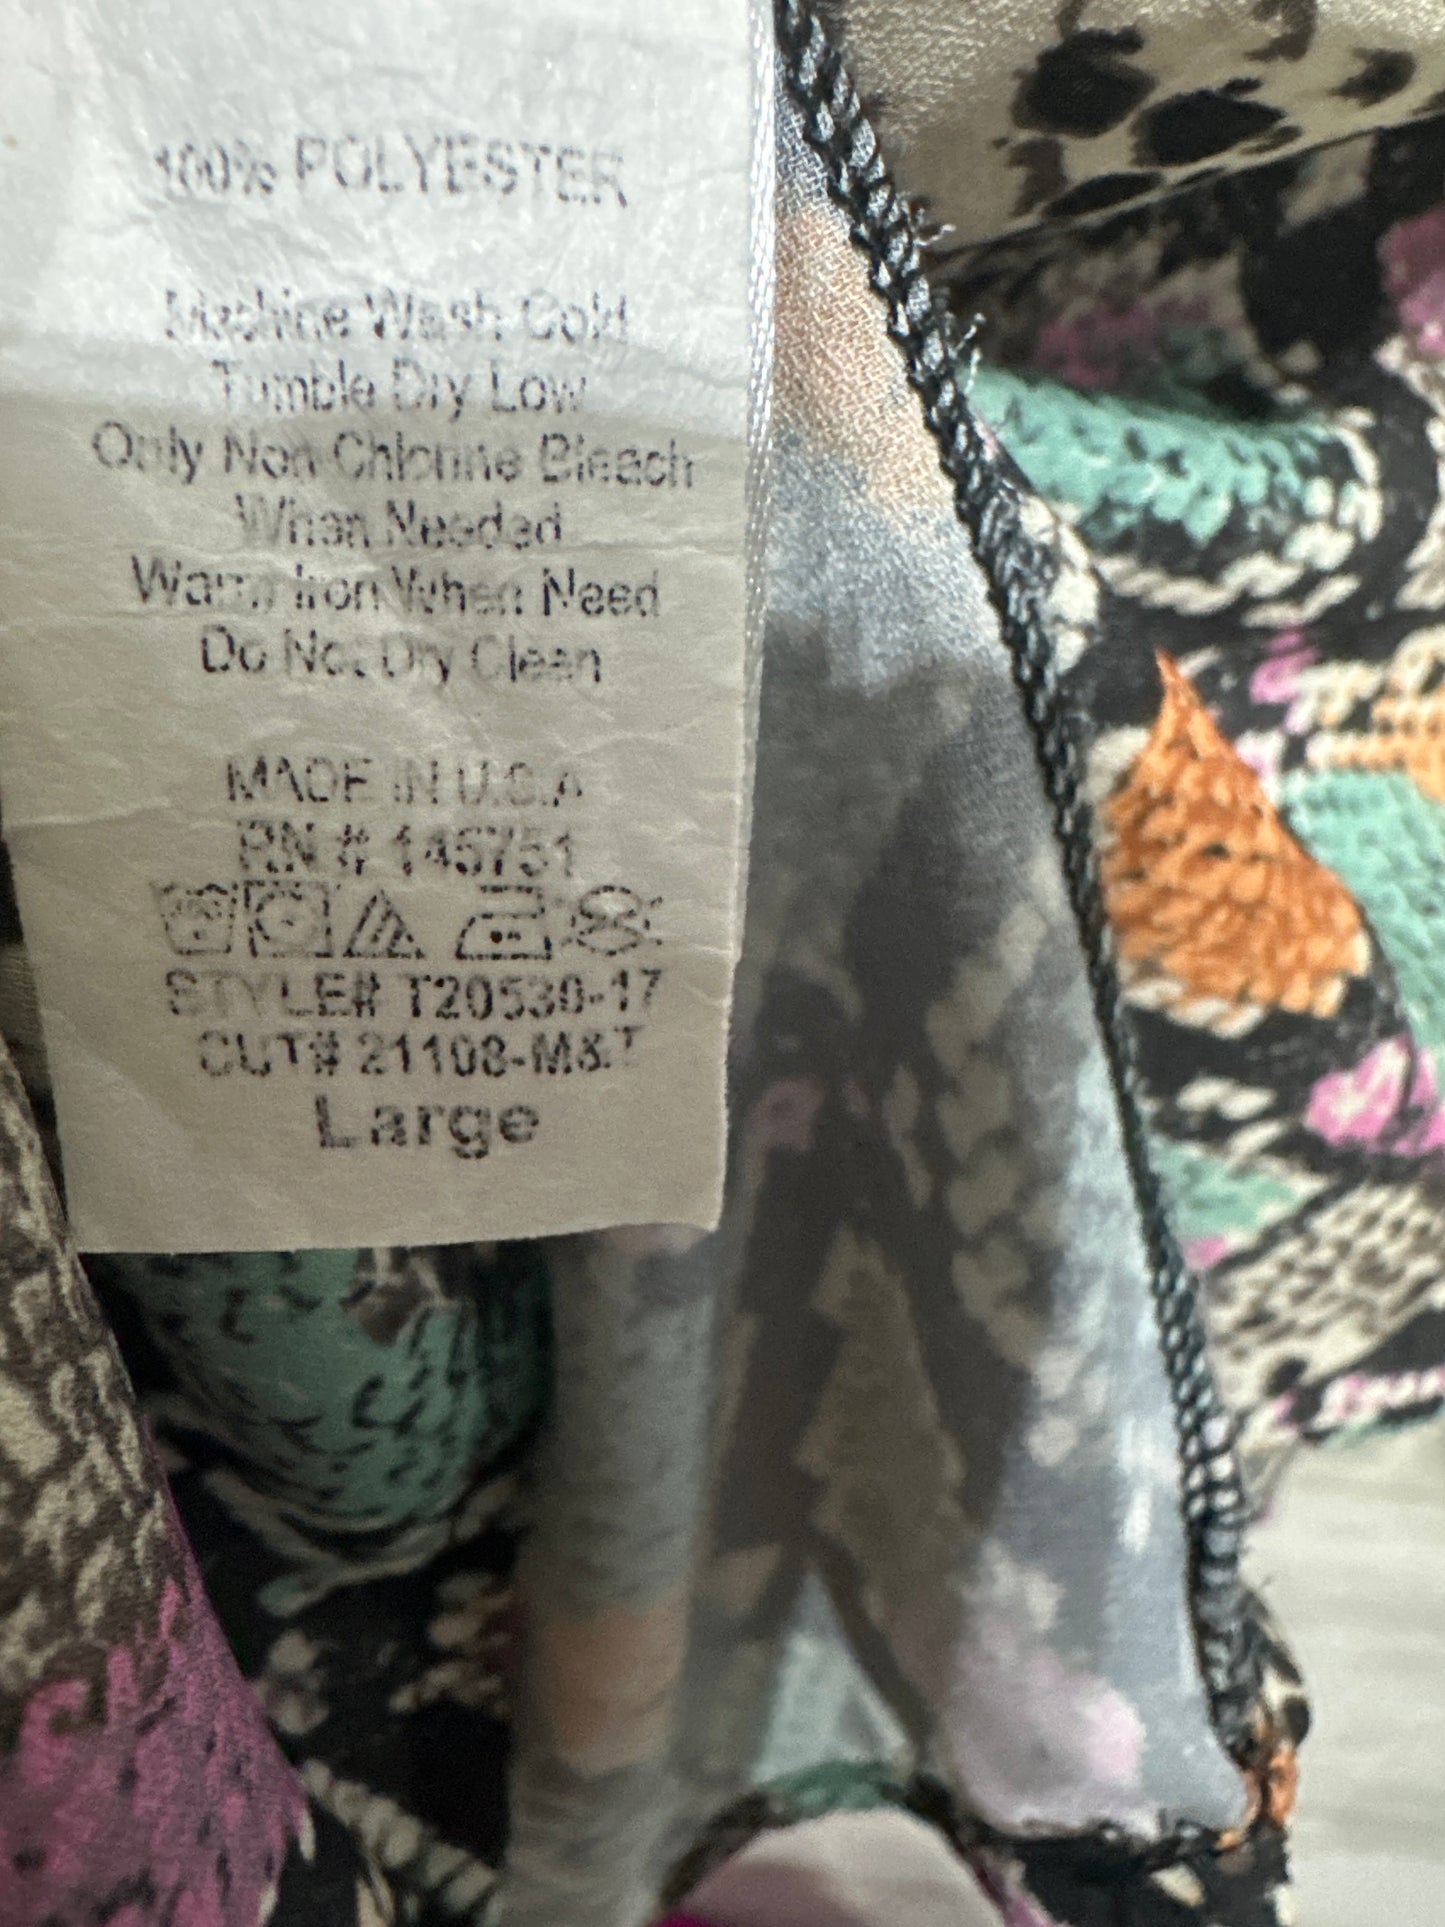 100% POLYESTER
Machine Wash Cold
Tumble Dry Low
Only Non-Chlorine Bleach
When Needed
Warm Iron When Need
Do Not Dry Clean
MADE IN U.S.A
RN # 145751
STYLE# T20530-17
CUT# 21108-M&T
Large